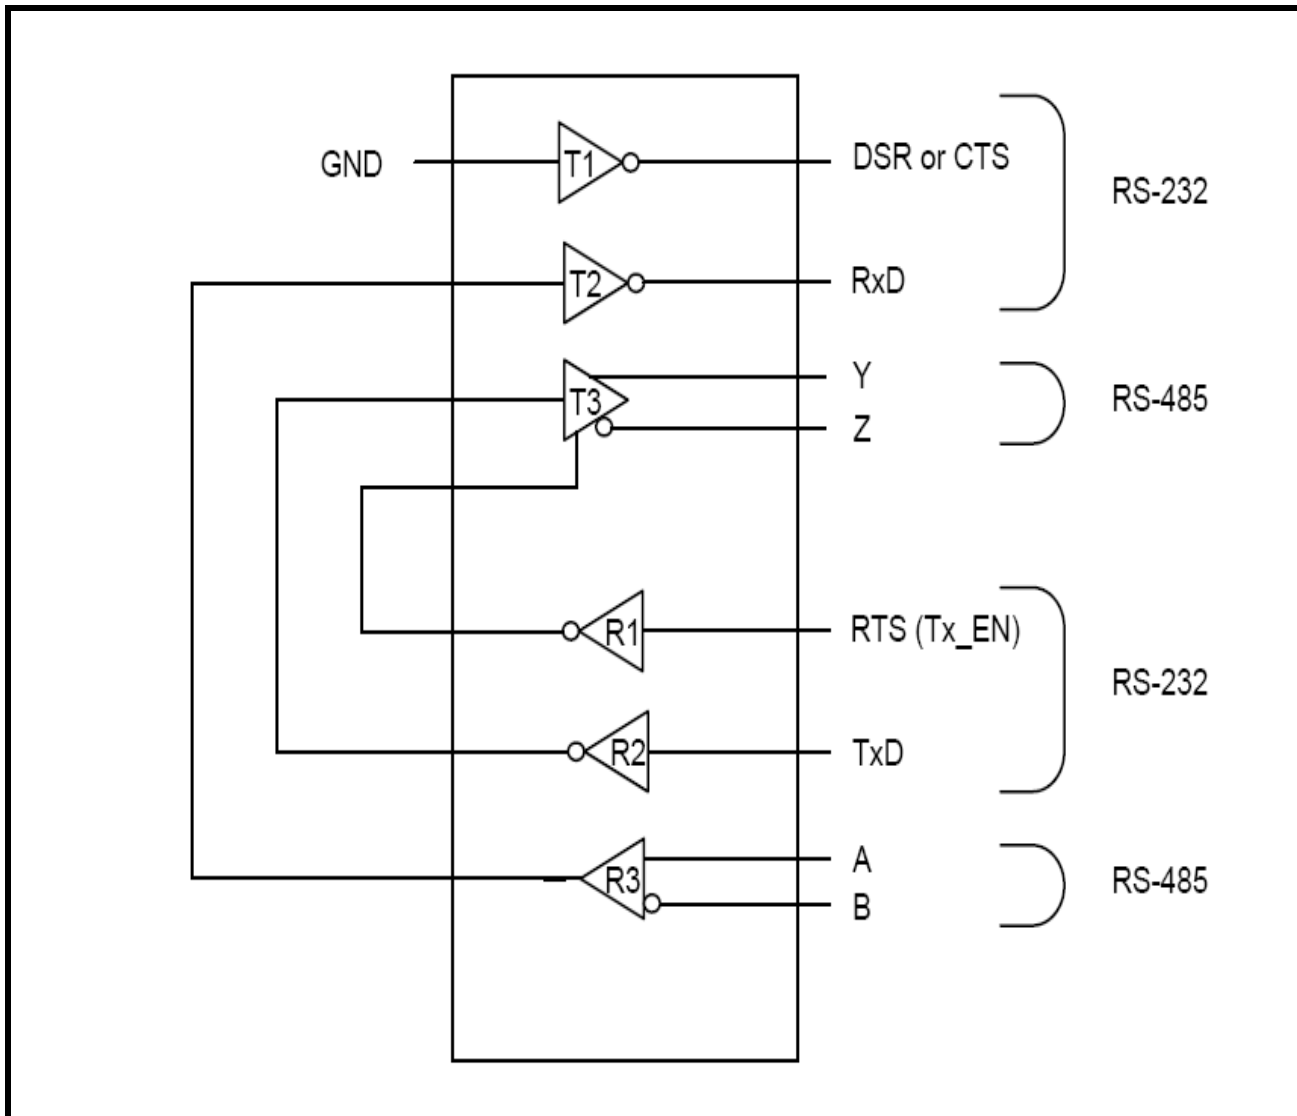 GND
T1
DSR or CTS
RS-232
T2
RxD
T3
Y
Z
RS-485
R1
RTS (Tx_EN)
RS-232
R2
TxD
R3
A
B
RS-485